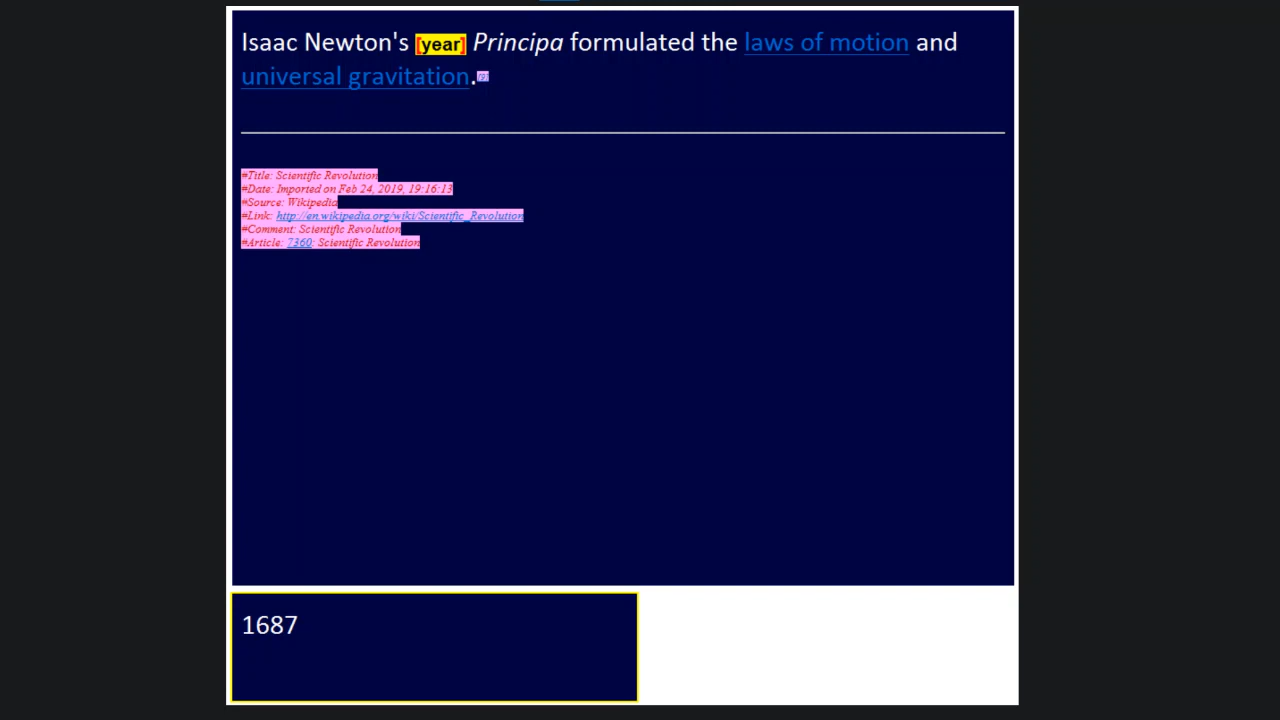 Isaac Newton's [year] Principa formulated the laws of motion and
universal gravitation.
#Title: Scientific Revolution
#Date: Imported on Feb 24, 2019, 19:16:13
#Source: Wikipedia
#Link: http://en.wikipedia.org/wiki/Scientific_Revolution
#Comment: Scientific Revolution
#Article: 7360: Scientific Revolution
1687